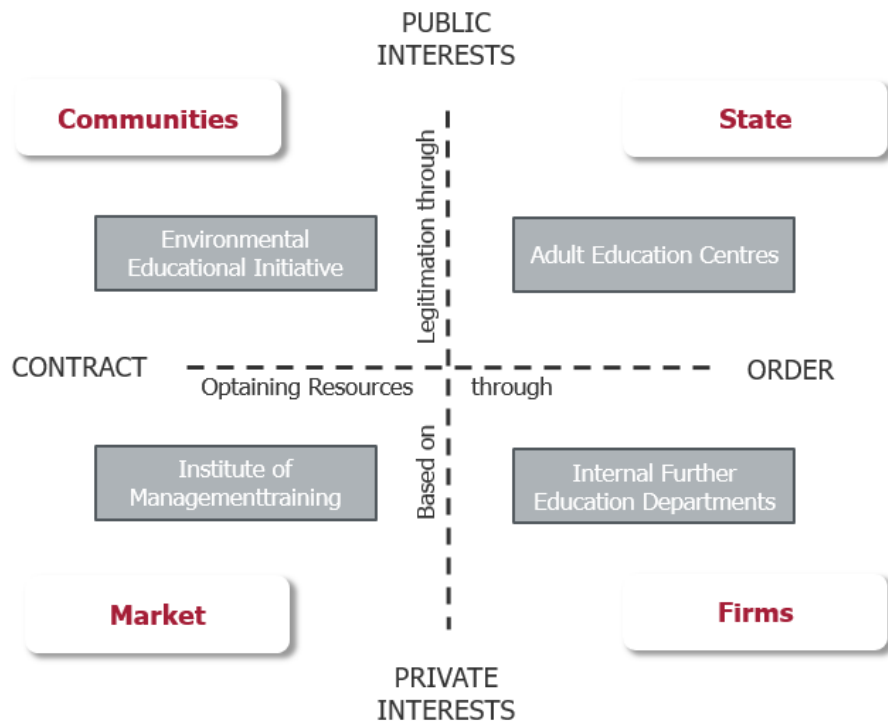 PUBLIC
INTERESTS
Communities
State
Legitimation through
Environmental
Educational Initiative
Adult Education Centres
CONTRACT
ORDER
Optaining Resources
through
Based on
Institute of
Managementtraining
Internal Further
Education Departments
Market
Firms
PRIVATE
INTERESTS